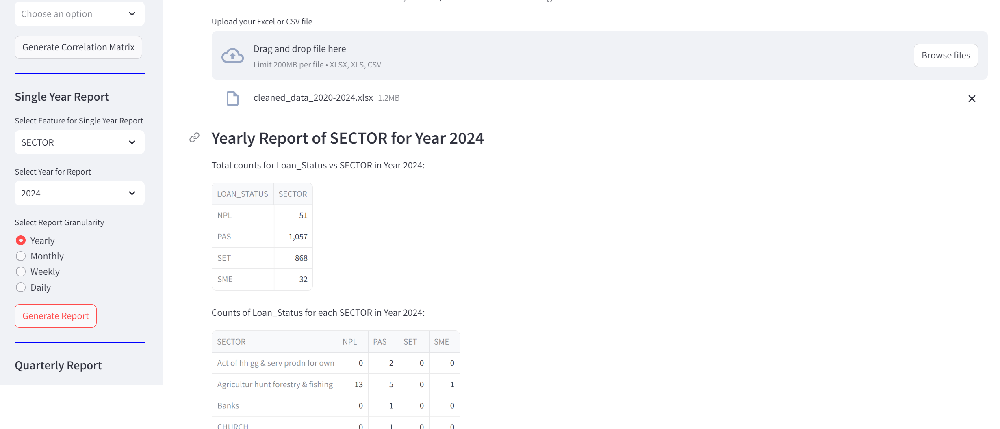 Choose an option
Generate Correlation Matrix
Single Year Report
Select Feature for Single Year Report
SECTOR
Select Year for Report
2024
Select Report Granularity
Yearly
Monthly
Weekly
Daily
Generate Report
Quarterly Report
Upload your Excel or CSV file
Drag and drop file here
Limit 200MB per file • XLSX, XLS, CSV
Browse files
cleaned_data_2020-2024.xlsx 1.2MB
Yearly Report of SECTOR for Year 2024
Total counts for Loan_Status vs SECTOR in Year 2024:
LOAN_STATUS SECTOR
NPL 51
PAS 1,057
SET 868
SME 32
Counts of Loan_Status for each SECTOR in Year 2024:
SECTOR NPL PAS SET SME
Act of hh gg & serv prodn for own 0 2 0 0
Agricultur hunt forestry & fishing 13 5 0 1
Banks 0 1 0 0
CHURCH 0 1 0 0